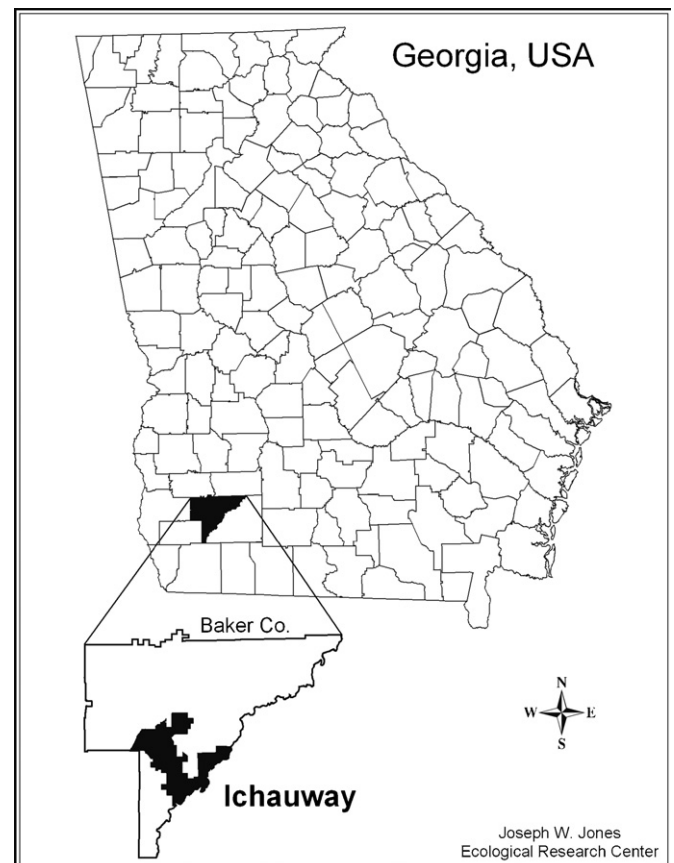 Georgia, USA
Baker Co.
N
W E
S
Ichauway
Joseph W. Jones
Ecological Research Center